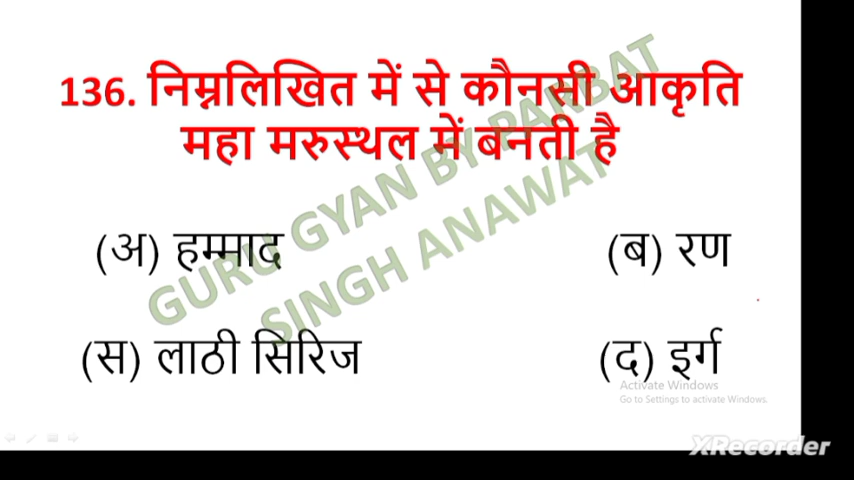 136. निम्नलिखित में से कौनसी आकृति
महा मरुस्थल में बनती है
GURU GYAN BY PARBAT
SINGH ANAWAT
(अ) हम्माद
(ब) रण
(स) लाठी सिरिज
(द) इर्ग
Activate Windows
Go to Settings to activate Windows.
XRecorder